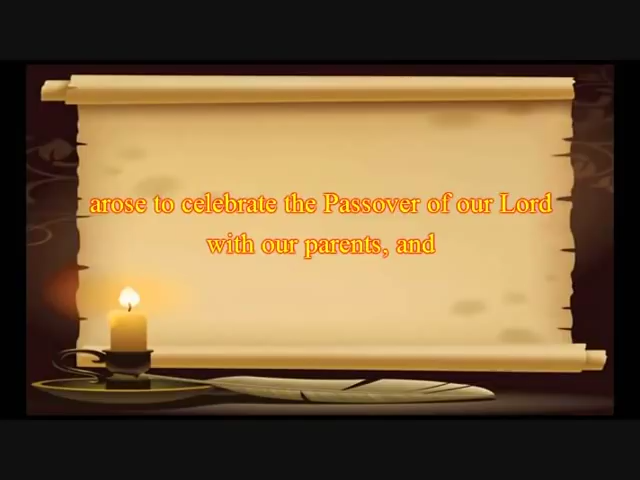 arose to celebrate the Passover of our Lord
with our parents, and